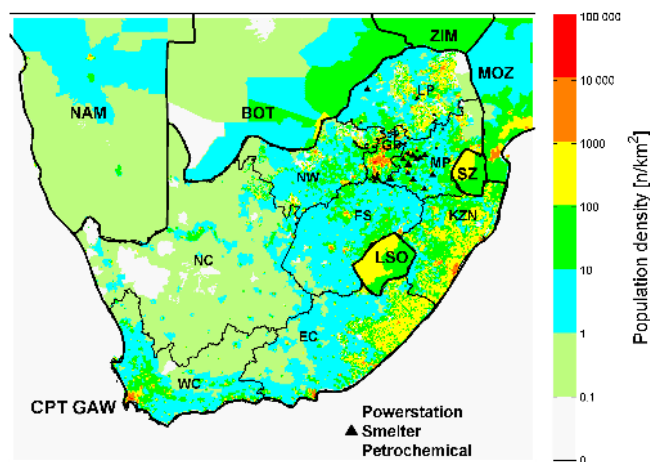 ZIM
MOZ
NAM
BOT
LP
GP
MP
NW
SZ
FS
KZN
NC
LSO
EC
WC
CPT GAW
Powerstation
Smelter
Petrochemical
100 000
10 000
1000
100
10
1
0.1
0
Population density [n/km²]